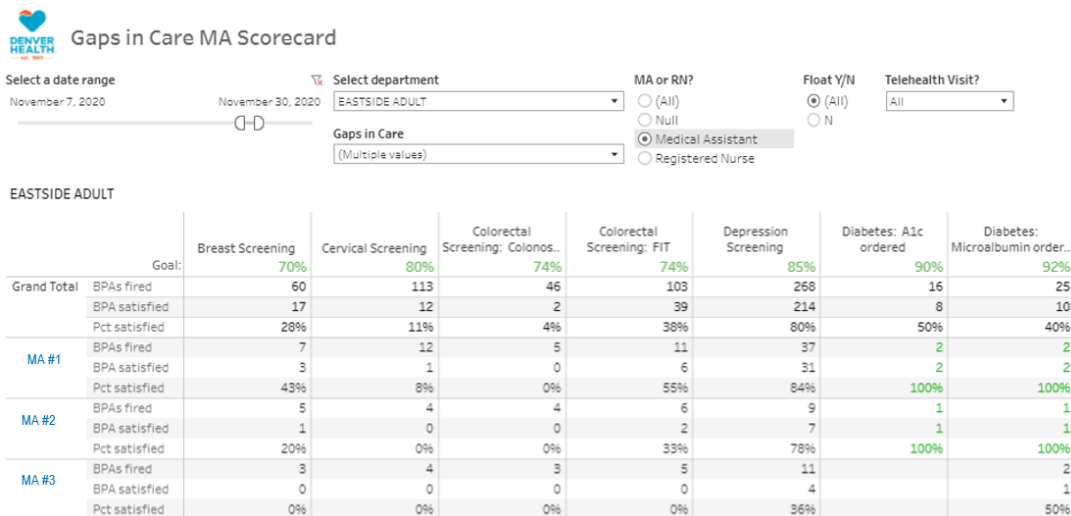 DENVER
HEALTH
EST. 1860
Gaps in Care MA Scorecard
Select a date range
November 7, 2020 November 30, 2020
Select department
EASTSIDE ADULT
Gaps in Care
(Multiple values)
MA or RN?
(All)
Null
Medical Assistant
Registered Nurse
Float Y/N
(All)
N
Telehealth Visit?
All
EASTSIDE ADULT
Breast Screening Cervical Screening Colorectal Screening: Colonos.. Colorectal Screening: FIT Depression Screening Diabetes: A1c ordered Diabetes: Microalbumin order..
Goal: 70% 80% 74% 74% 85% 90% 92%
Grand Total BPAs fired 60 113 46 103 268 16 25
BPA satisfied 17 12 2 39 214 8 10
Pct satisfied 28% 11% 4% 38% 80% 50% 40%
MA #1 BPAs fired 7 12 5 11 37 2 2
BPA satisfied 3 1 0 6 31 2 2
Pct satisfied 43% 8% 0% 55% 84% 100% 100%
MA #2 BPAs fired 5 4 4 6 9 1 1
BPA satisfied 1 0 0 2 7 1 1
Pct satisfied 20% 0% 0% 33% 78% 100% 100%
MA #3 BPAs fired 3 4 3 5 11 2
BPA satisfied 0 0 0 0 4 1
Pct satisfied 0% 0% 0% 0% 36% 50%